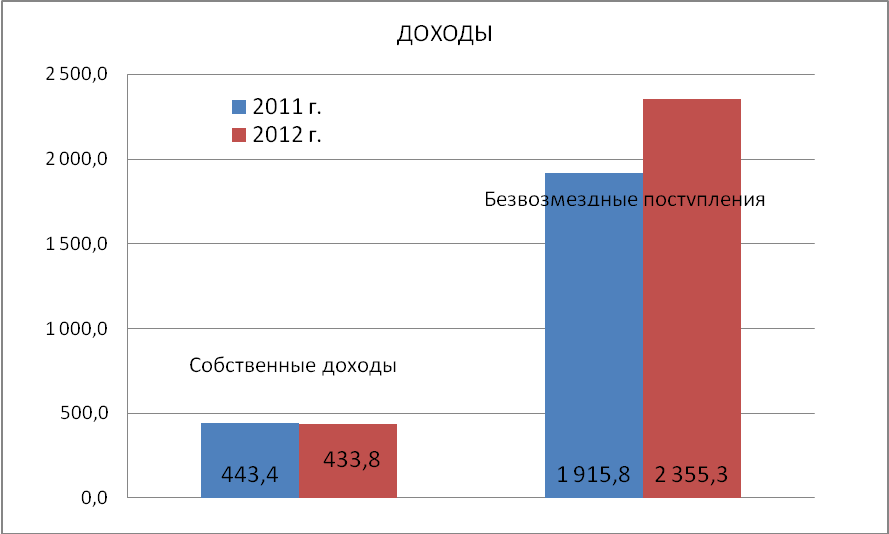 ДОХОДЫ
2 500,0
2 000,0
1 500,0
1 000,0
500,0
0,0
2011 г.
2012 г.
Безвозмездные поступления
Собственные доходы
443,4
433,8
1 915,8
2 355,3